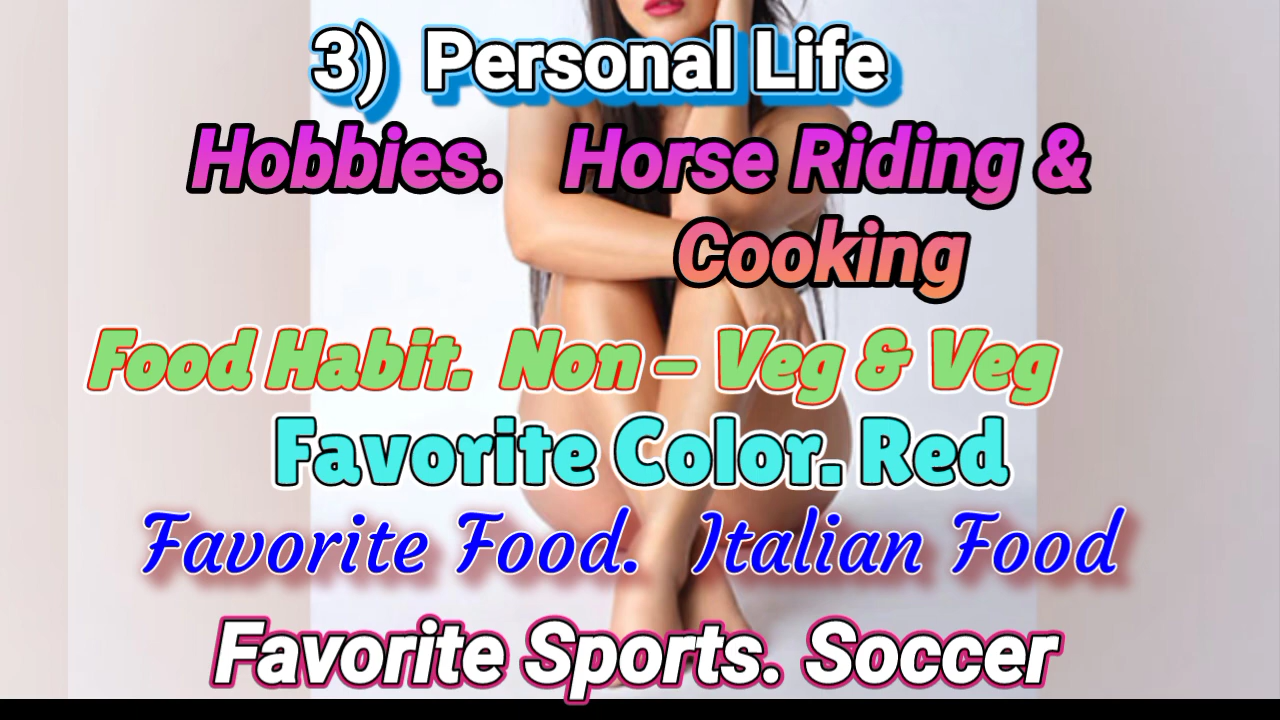 3) Personal Life
Hobbies. Horse Riding &
Cooking
Food Habit. Non - Veg & Veg
Favorite Color. Red
Favorite Food. Italian Food
Favorite Sports. Soccer